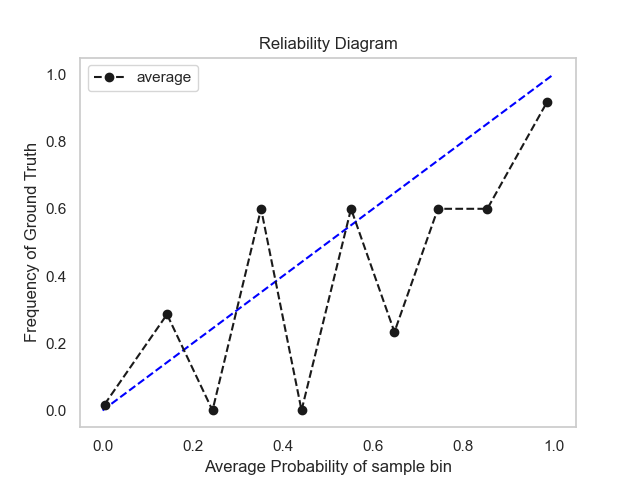 Reliability Diagram
average
Frequency of Ground Truth
1.0
0.8
0.6
0.4
0.2
0.0
0.0 0.2 0.4 0.6 0.8 1.0
Average Probability of sample bin